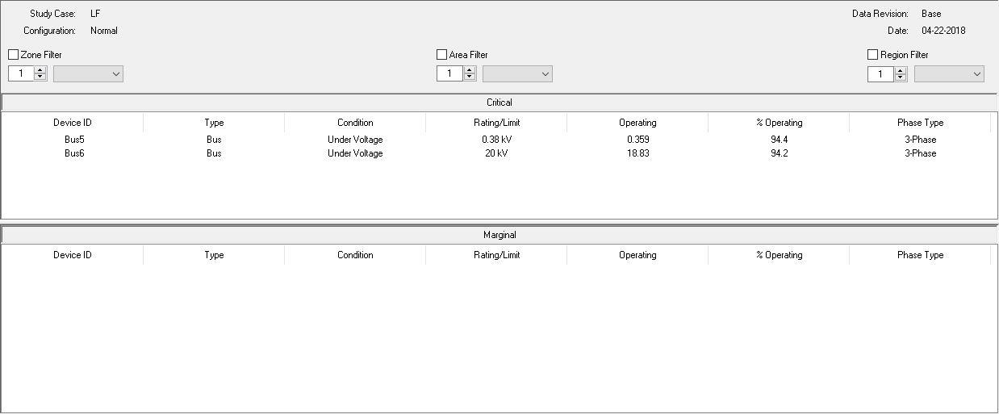 Study Case: LF Data Revision: Base
Configuration: Normal Date: 04-22-2018
Zone Filter Area Filter Region Filter
1 1 1
Critical
Device ID Type Condition Rating/Limit Operating % Operating Phase Type
Bus5 Bus Under Voltage 0.38 kV 0.359 94.4 3-Phase
Bus6 Bus Under Voltage 20 kV 18.83 94.2 3-Phase
Marginal
Device ID Type Condition Rating/Limit Operating % Operating Phase Type